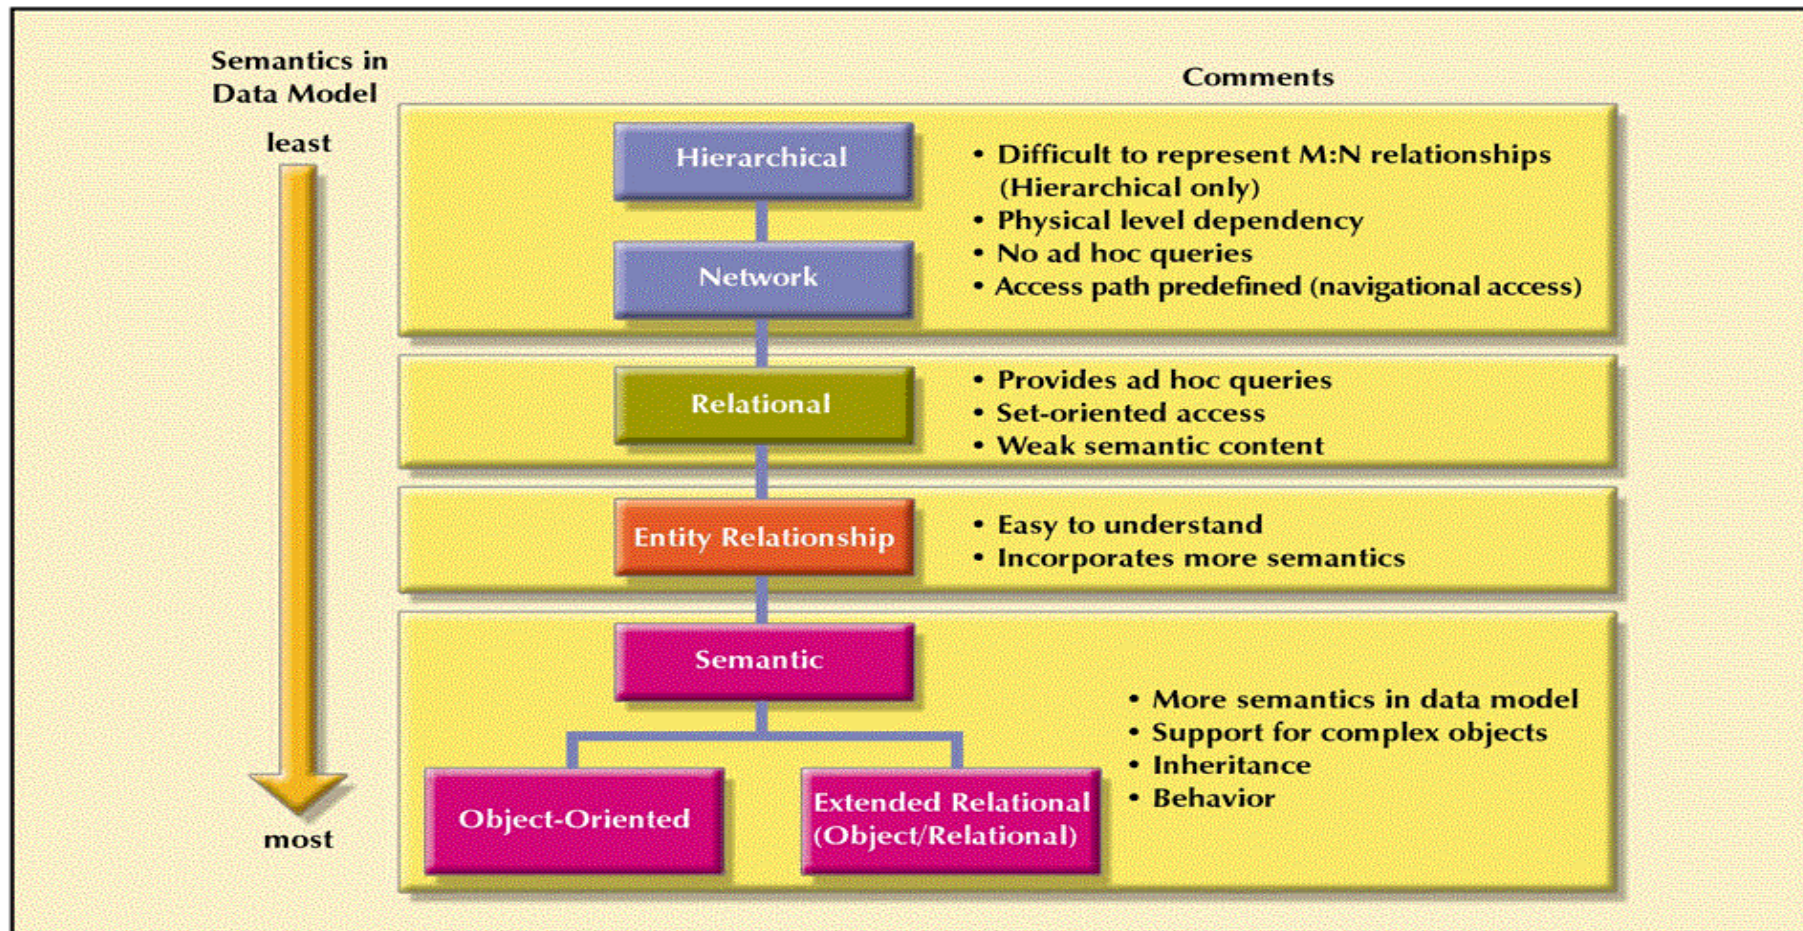 Semantics in
Data Model
least
most
Comments
Hierarchical
Network
• Difficult to represent M:N relationships
(Hierarchical only)
• Physical level dependency
• No ad hoc queries
• Access path predefined (navigational access)
Relational
• Provides ad hoc queries
• Set-oriented access
• Weak semantic content
Entity Relationship
• Easy to understand
• Incorporates more semantics
Semantic
Object-Oriented
Extended Relational
(Object/Relational)
• More semantics in data model
• Support for complex objects
• Inheritance
• Behavior